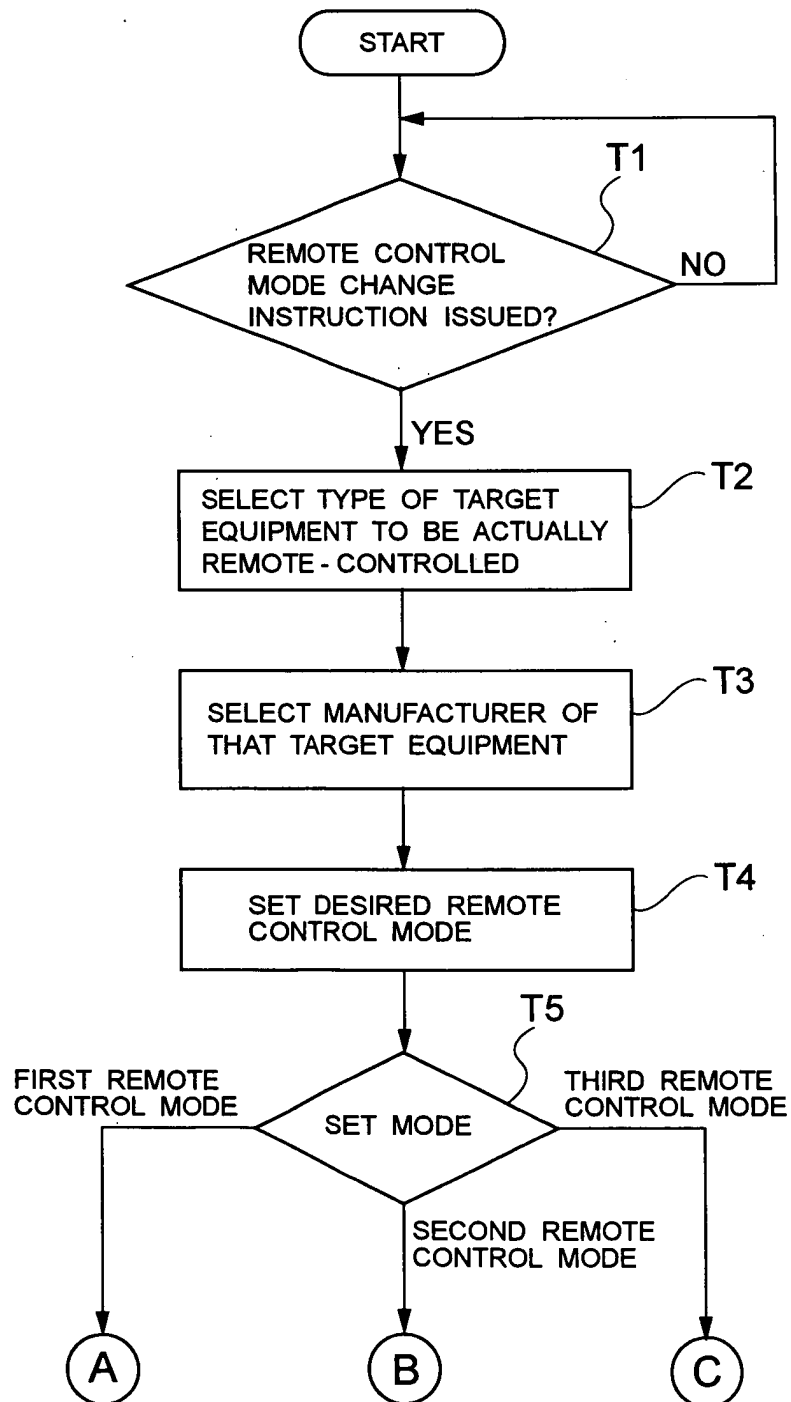 START
T1
REMOTE CONTROL
MODE CHANGE
INSTRUCTION ISSUED?
NO
YES
T2
SELECT TYPE OF TARGET
EQUIPMENT TO BE ACTUALLY
REMOTE - CONTROLLED
T3
SELECT MANUFACTURER OF
THAT TARGET EQUIPMENT
T4
SET DESIRED REMOTE
CONTROL MODE
T5
FIRST REMOTE
CONTROL MODE
SET MODE
THIRD REMOTE
CONTROL MODE
SECOND REMOTE
CONTROL MODE
A
B
C